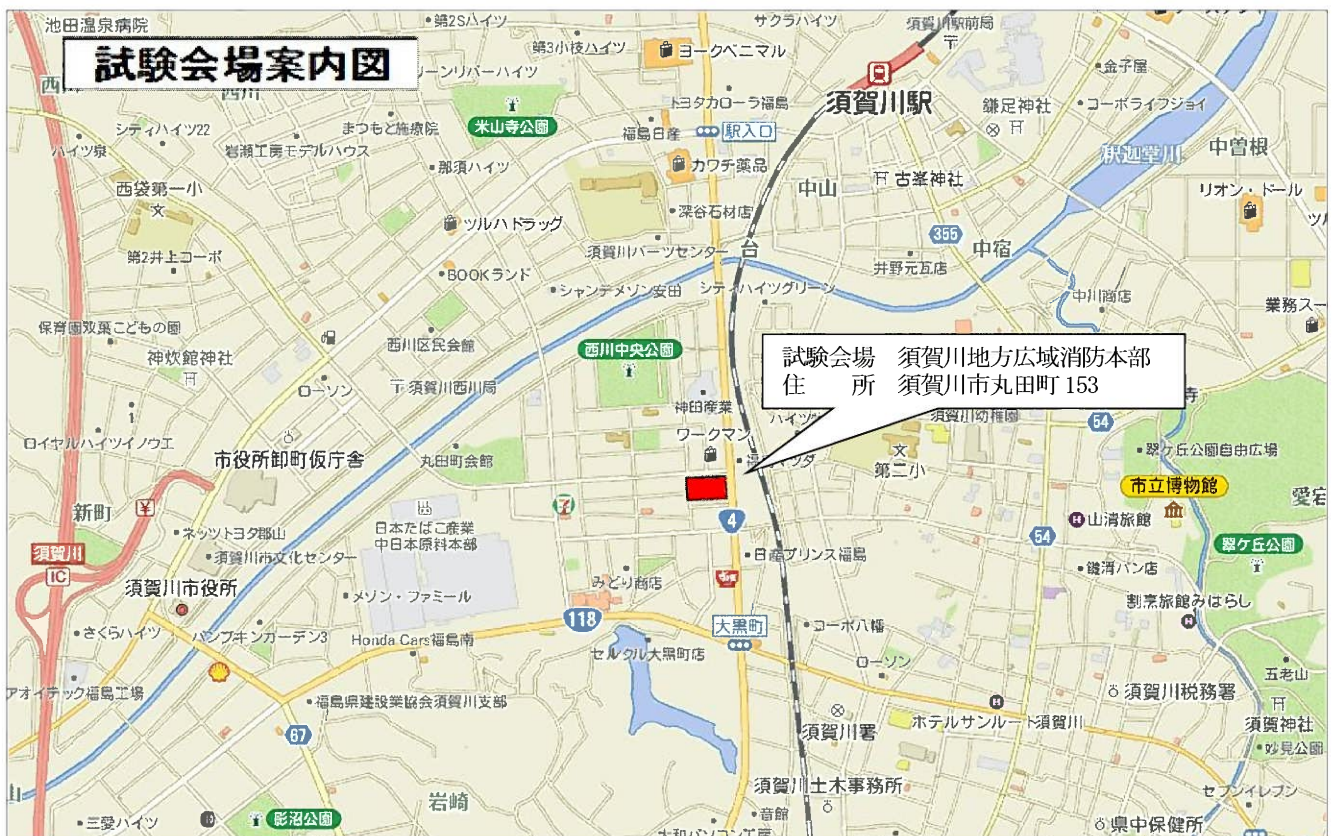 池田温泉病院
第2Sハイツ
サクラハイツ
須賀川駅前局
試験会場案内図
第3小枝ハイツ
ヨークベニマル
金子屋
西川
トヨタカローラ福島
須賀川駅
鎌足神社
コーポライフジョイ
シティハイツ22
まつもと施療院
米山寺公園
福島日産
駅入口
ハイツ泉
岩瀬工房モデルハウス
那須ハイツ
カワチ薬品
釈迦堂川
中曽根
西袋第一小
中山
古峯神社
リオン・ドール
ツルハドラッグ
深谷石材店
355
第2井上コーポ
須賀川パーツセンター
台
中宿
BOOKランド
井野元瓦店
シャンテメゾン安田
シティハイツグリーン
中川商店
保育園双葉こどもの園
業務スー
神炊館神社
西川区民会館
西川中央公園
試験会場 須賀川地方広域消防本部
住 所 須賀川市丸田町153
ローソン
須賀川西川局
神田産業
須賀川幼稚園
54
ロイヤルハイツイノウエ
ワークマン
翠ケ丘公園自由広場
市役所卸町仮庁舎
丸田町会館
第二小
市立博物館
愛宕
新町
4
山清旅館
ネッツトヨタ郡山
日本たばこ産業
中日本原料本部
54
須賀川
IC
須賀川市文化センター
日産プリンス福島
翠ケ丘公園
須賀川市役所
みどり商店
割烹旅館みはらし
メゾン・ファミール
118
大黒町
さくらハイツ
パンプキンガーデン3
Honda Cars福島南
コーポ八幡
セルクル大黒町店
ローソン
五老山
アオイテック福島工場
福島県建設業協会須賀川支部
須賀川税務署
67
須賀川署
ホテルサンルート須賀川
須賀神社
妙見公園
須賀川土木事務所
セブンイレブン
岩崎
三愛ハイツ
影沼公園
音館
県中保健所